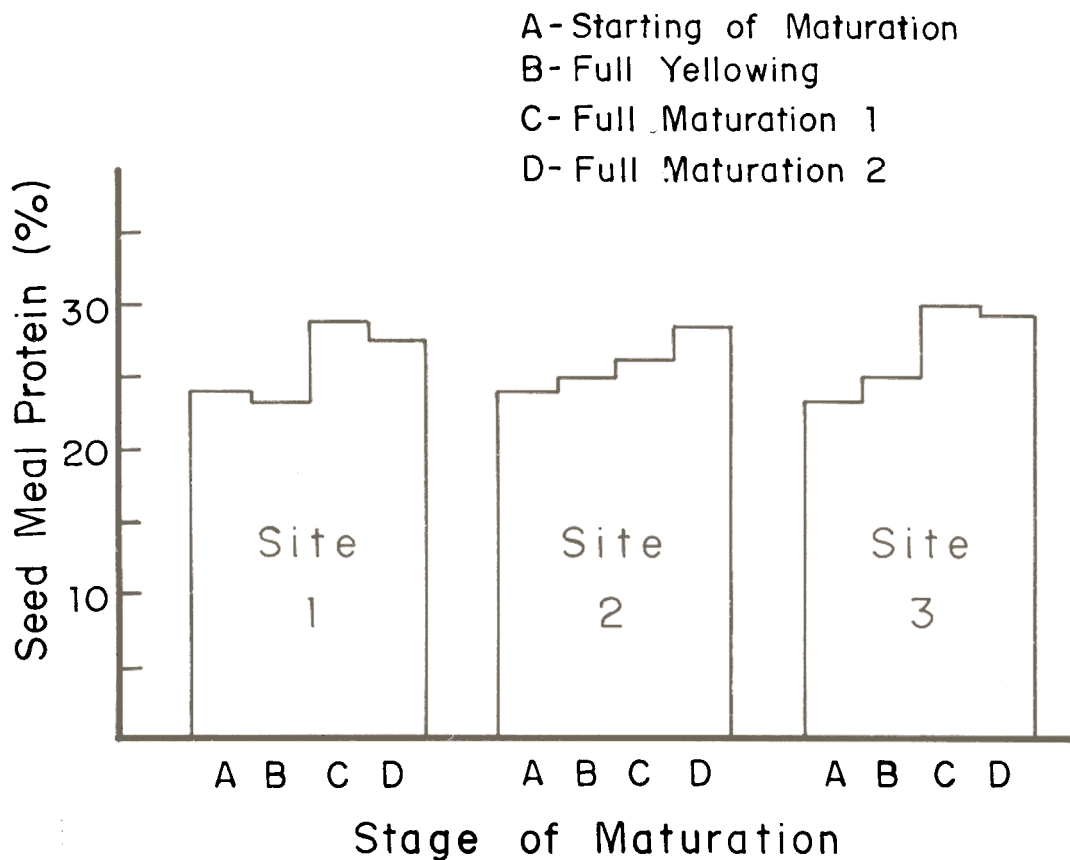 A-Starting of Maturation
B-Full Yellowing
C-Full Maturation 1
D-Full Maturation 2
Seed Meal Protein (%)
30
20
10
Site
1
Site
2
Site
3
A B C D
A B C D
A B C D
Stage of Maturation